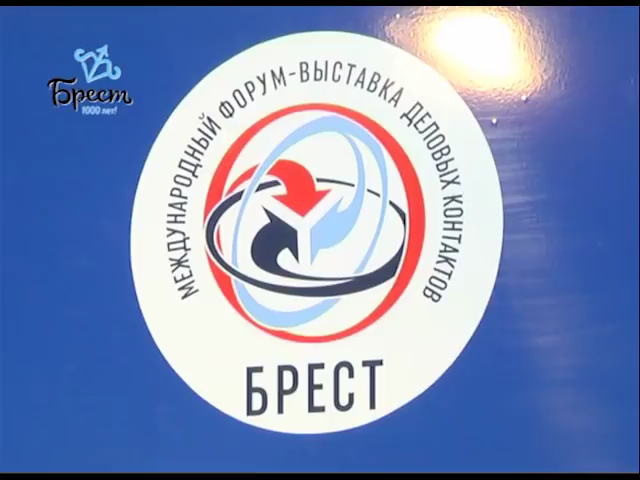 Брест
1000 лет!
МЕЖДУНАРОДНЫЙ ФОРУМ-ВЫСТАВКА ДЕЛОВЫХ КОНТАКТОВ
БРЕСТ